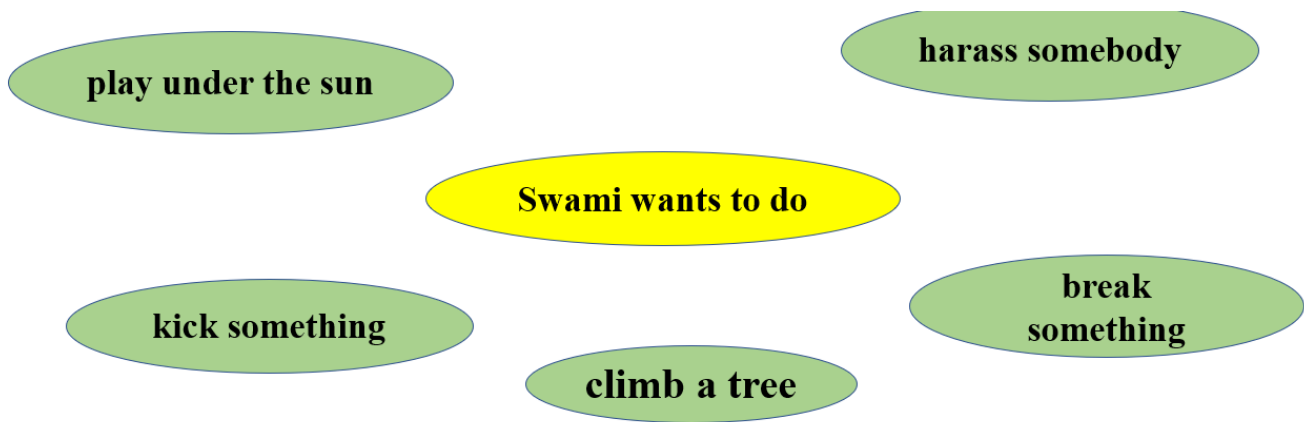 harass somebody
play under the sun
Swami wants to do
break
something
kick something
climb a tree